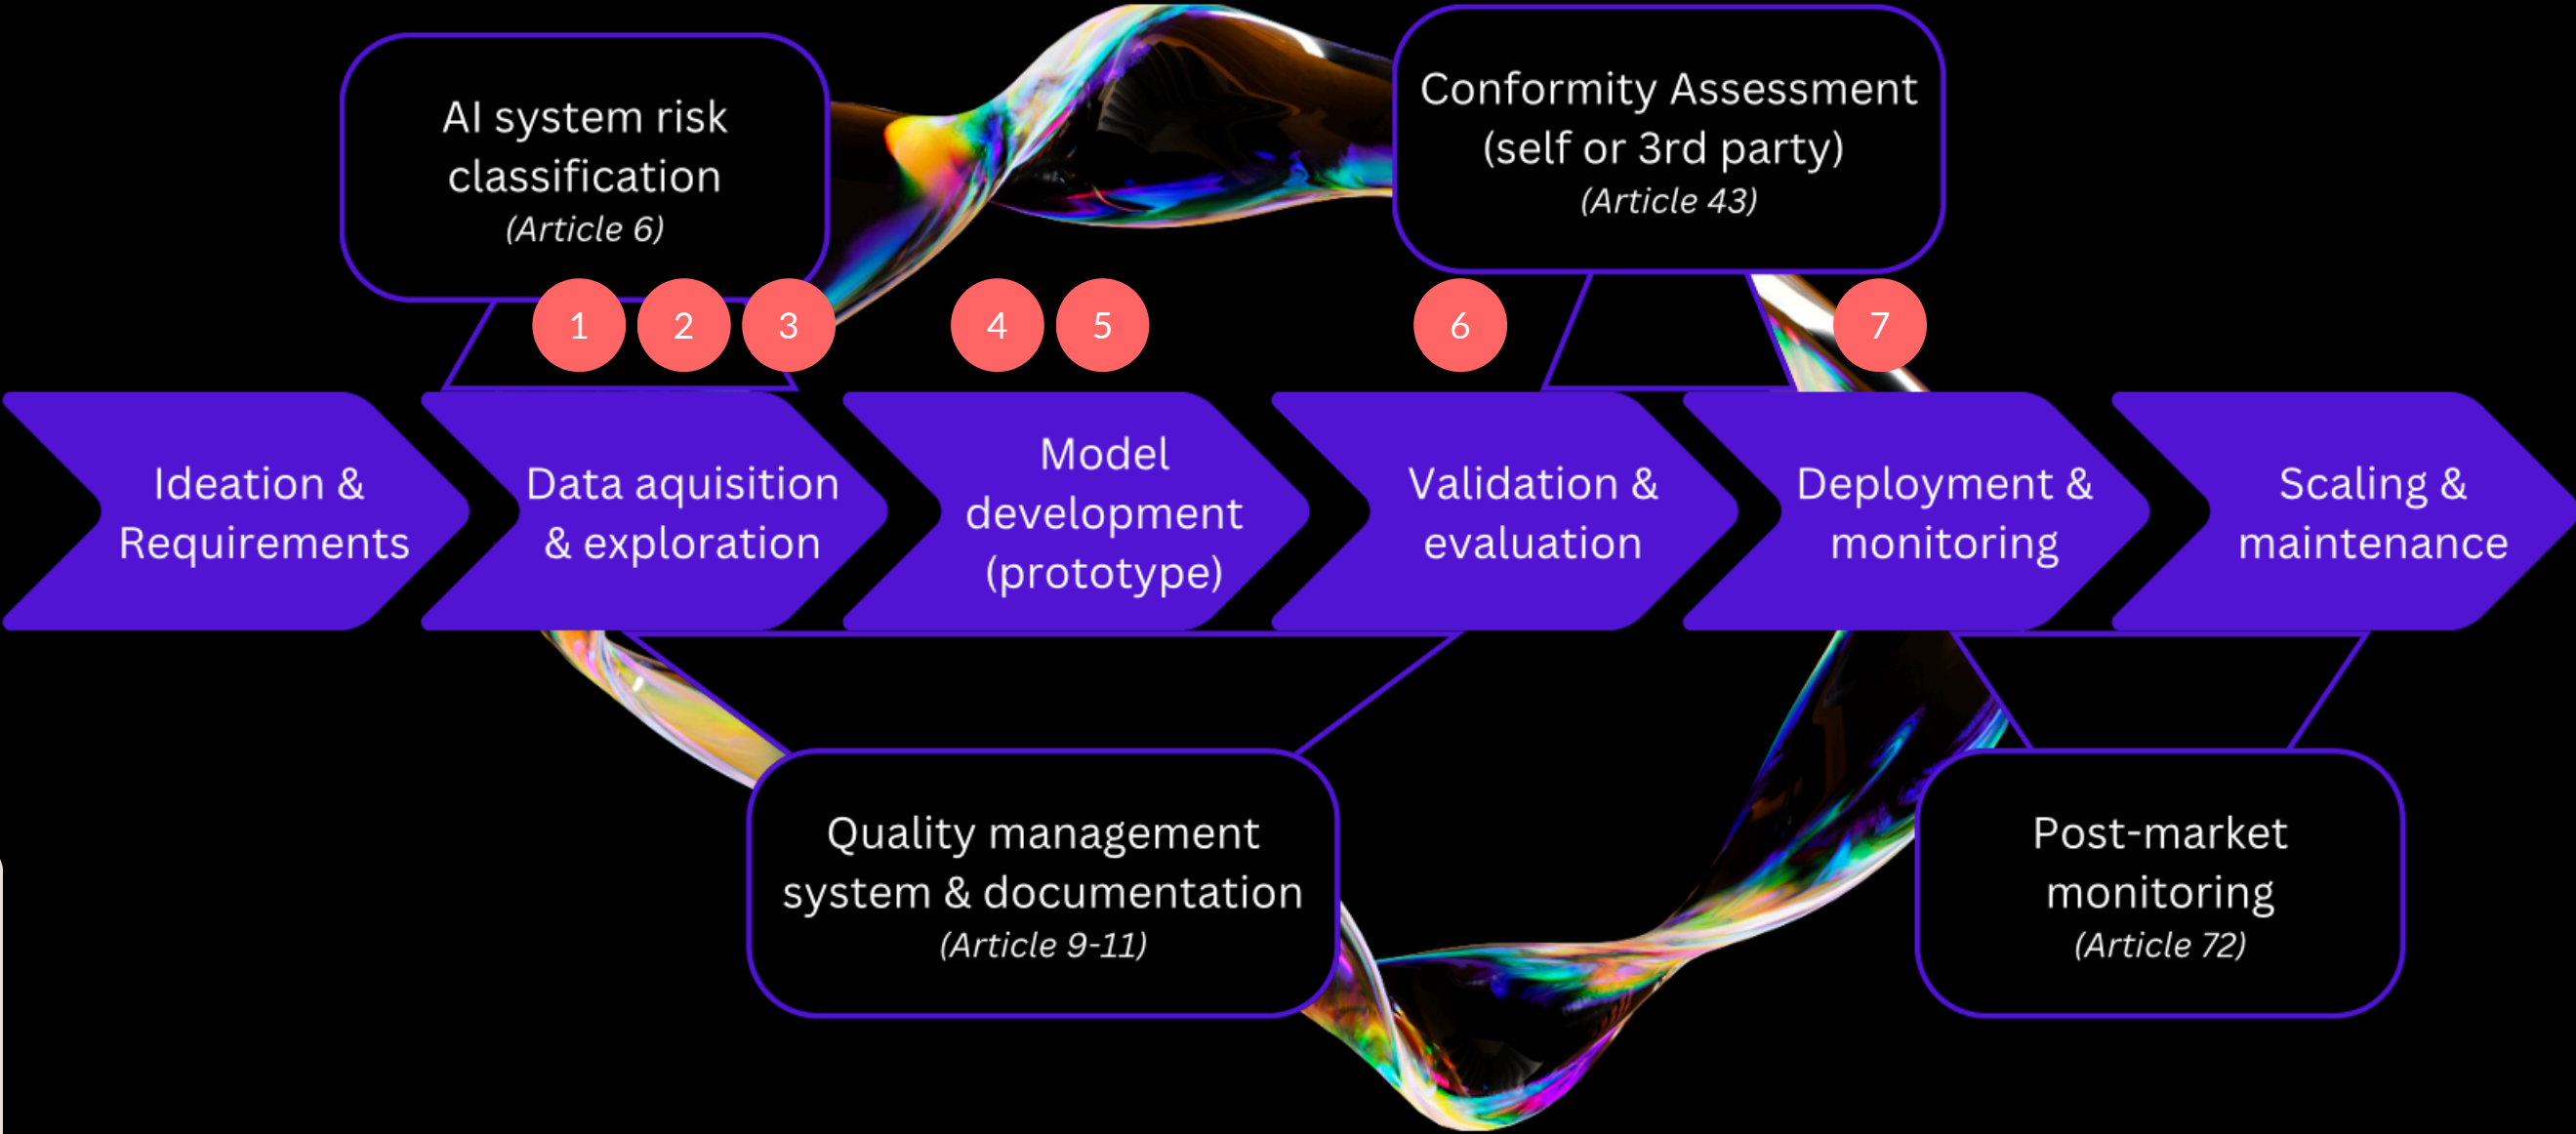 AI system risk
classification
(Article 6)
Conformity Assessment
(self or 3rd party)
(Article 43)
1
2
3
4
5
6
7
Ideation &
Requirements
Data aquisition
& exploration
Model
development
(prototype)
Validation &
evaluation
Deployment &
monitoring
Scaling &
maintenance
Quality management
system & documentation
(Article 9-11)
Post-market
monitoring
(Article 72)